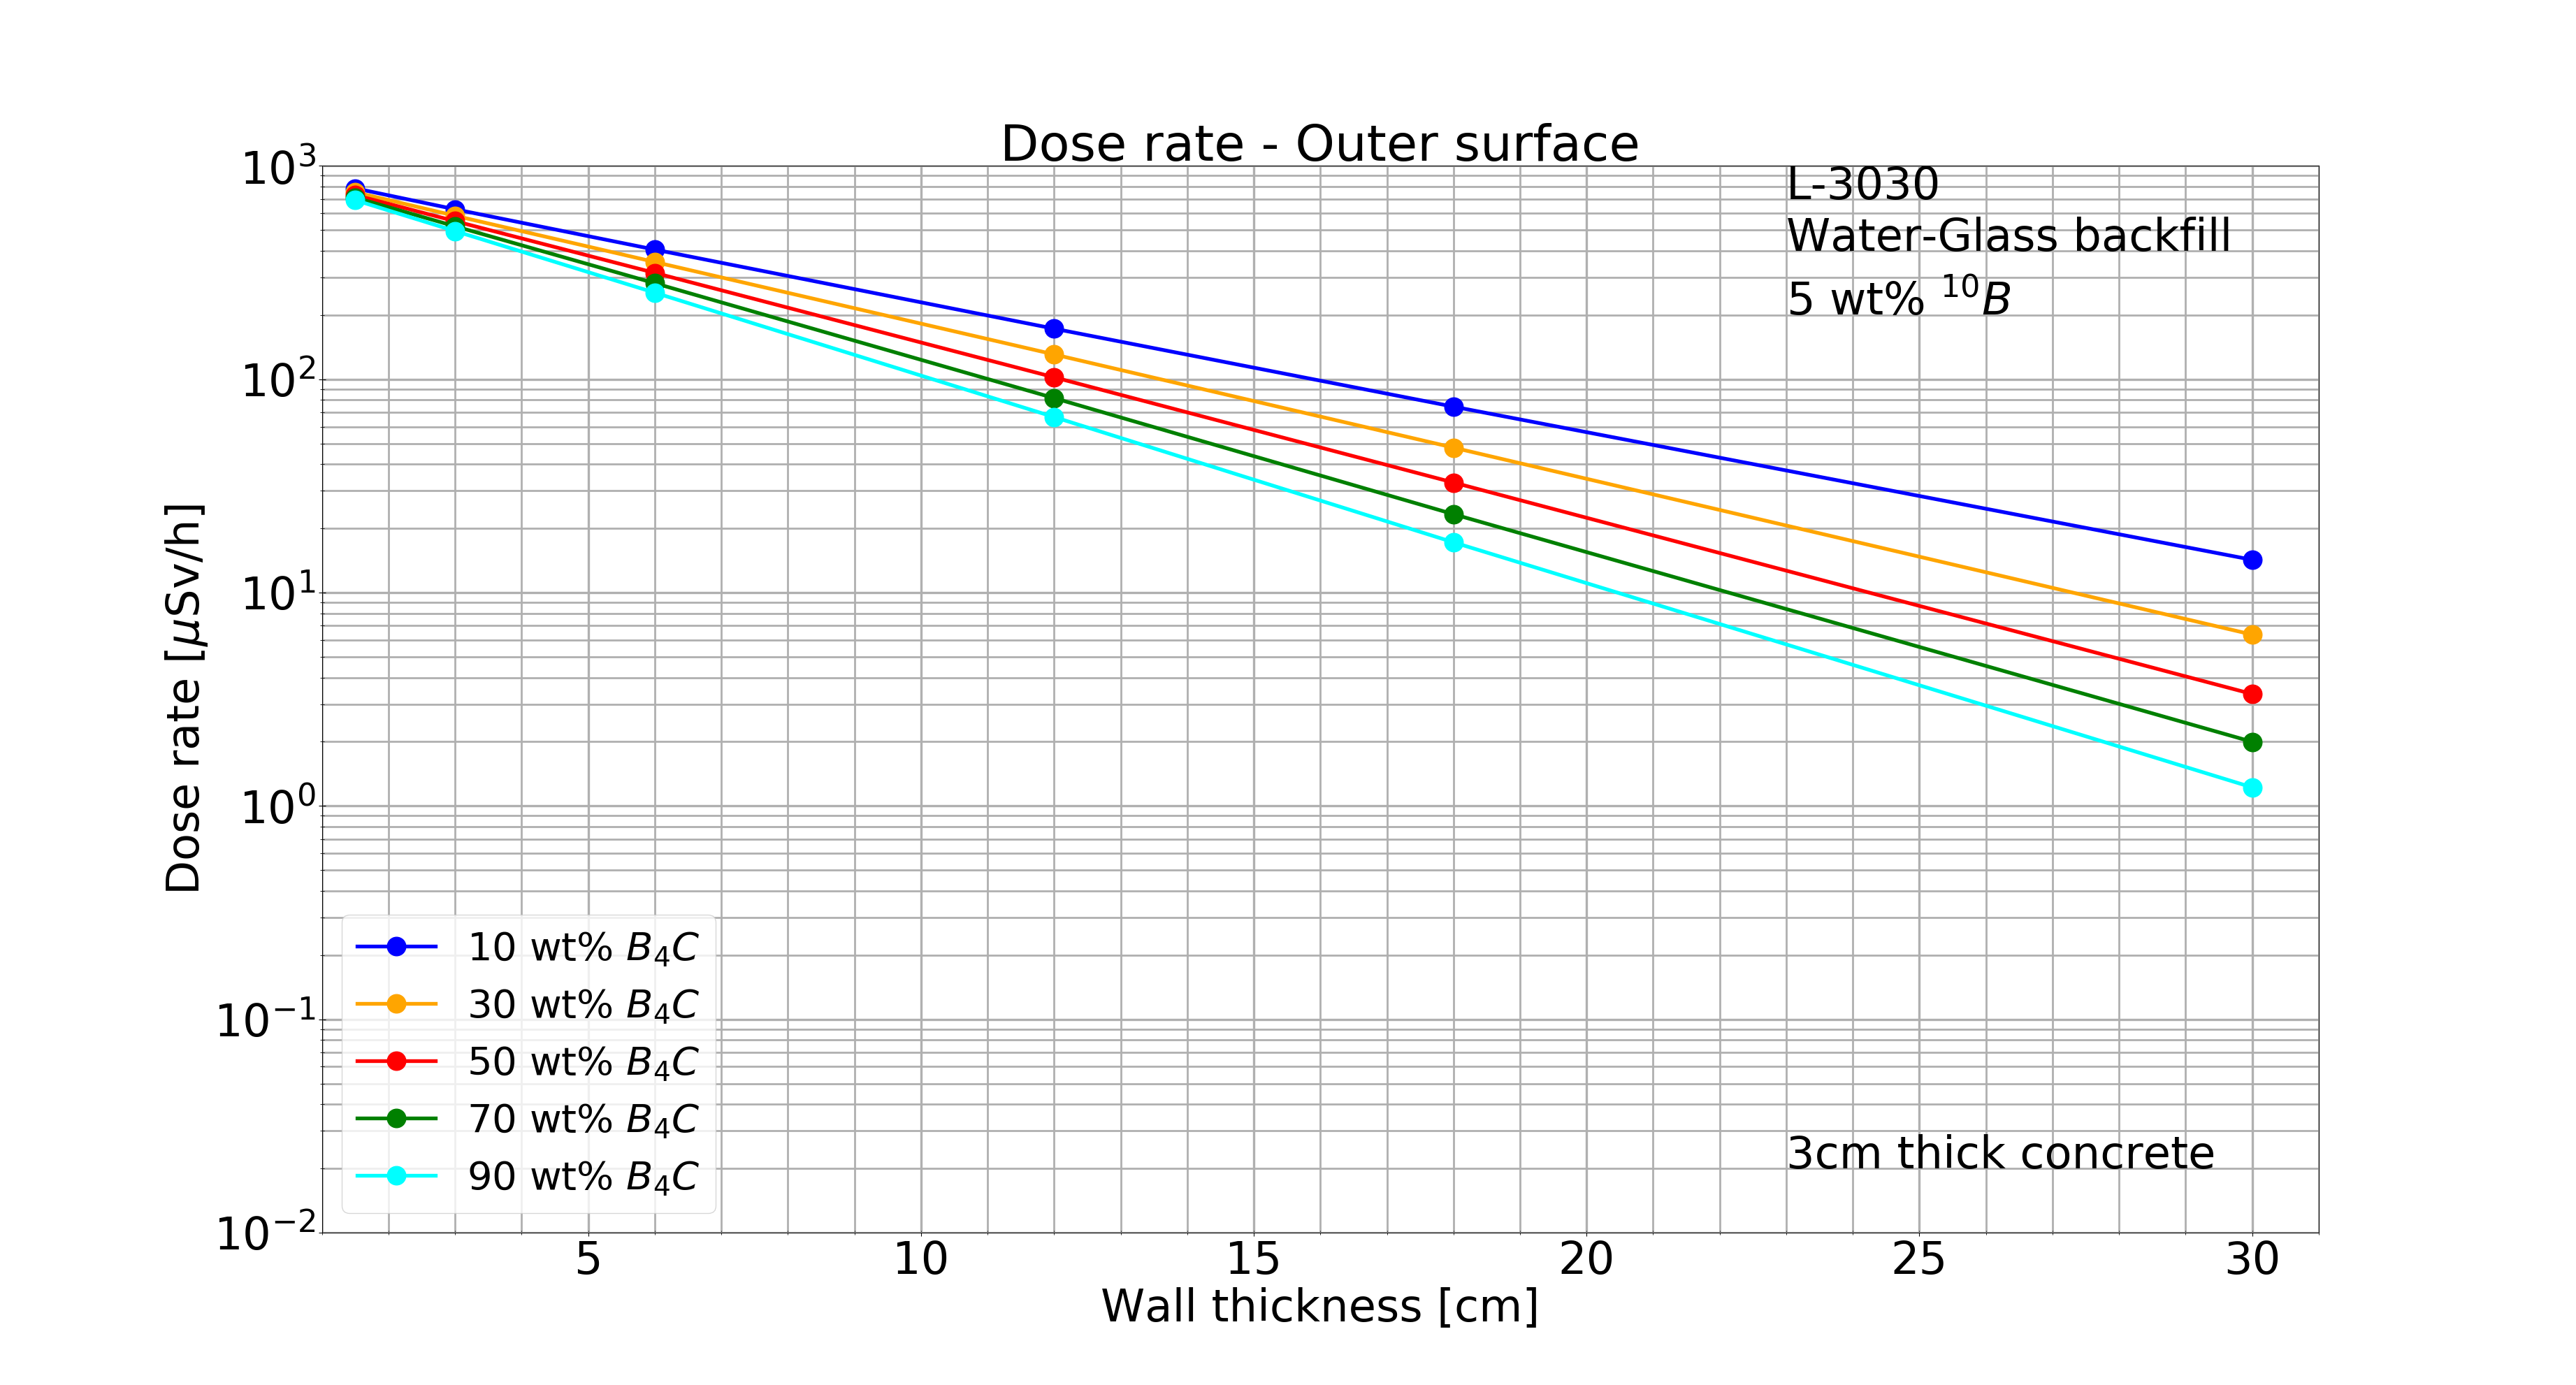 Dose rate - Outer surface
L-3030
Water-Glass backfill
5 wt% ¹⁰B
10³
10²
10¹
10⁰
10⁻¹
10⁻²
Dose rate [μSv/h]
10 wt% B₄C
30 wt% B₄C
50 wt% B₄C
70 wt% B₄C
90 wt% B₄C
3cm thick concrete
5 10 15 20 25 30
Wall thickness [cm]